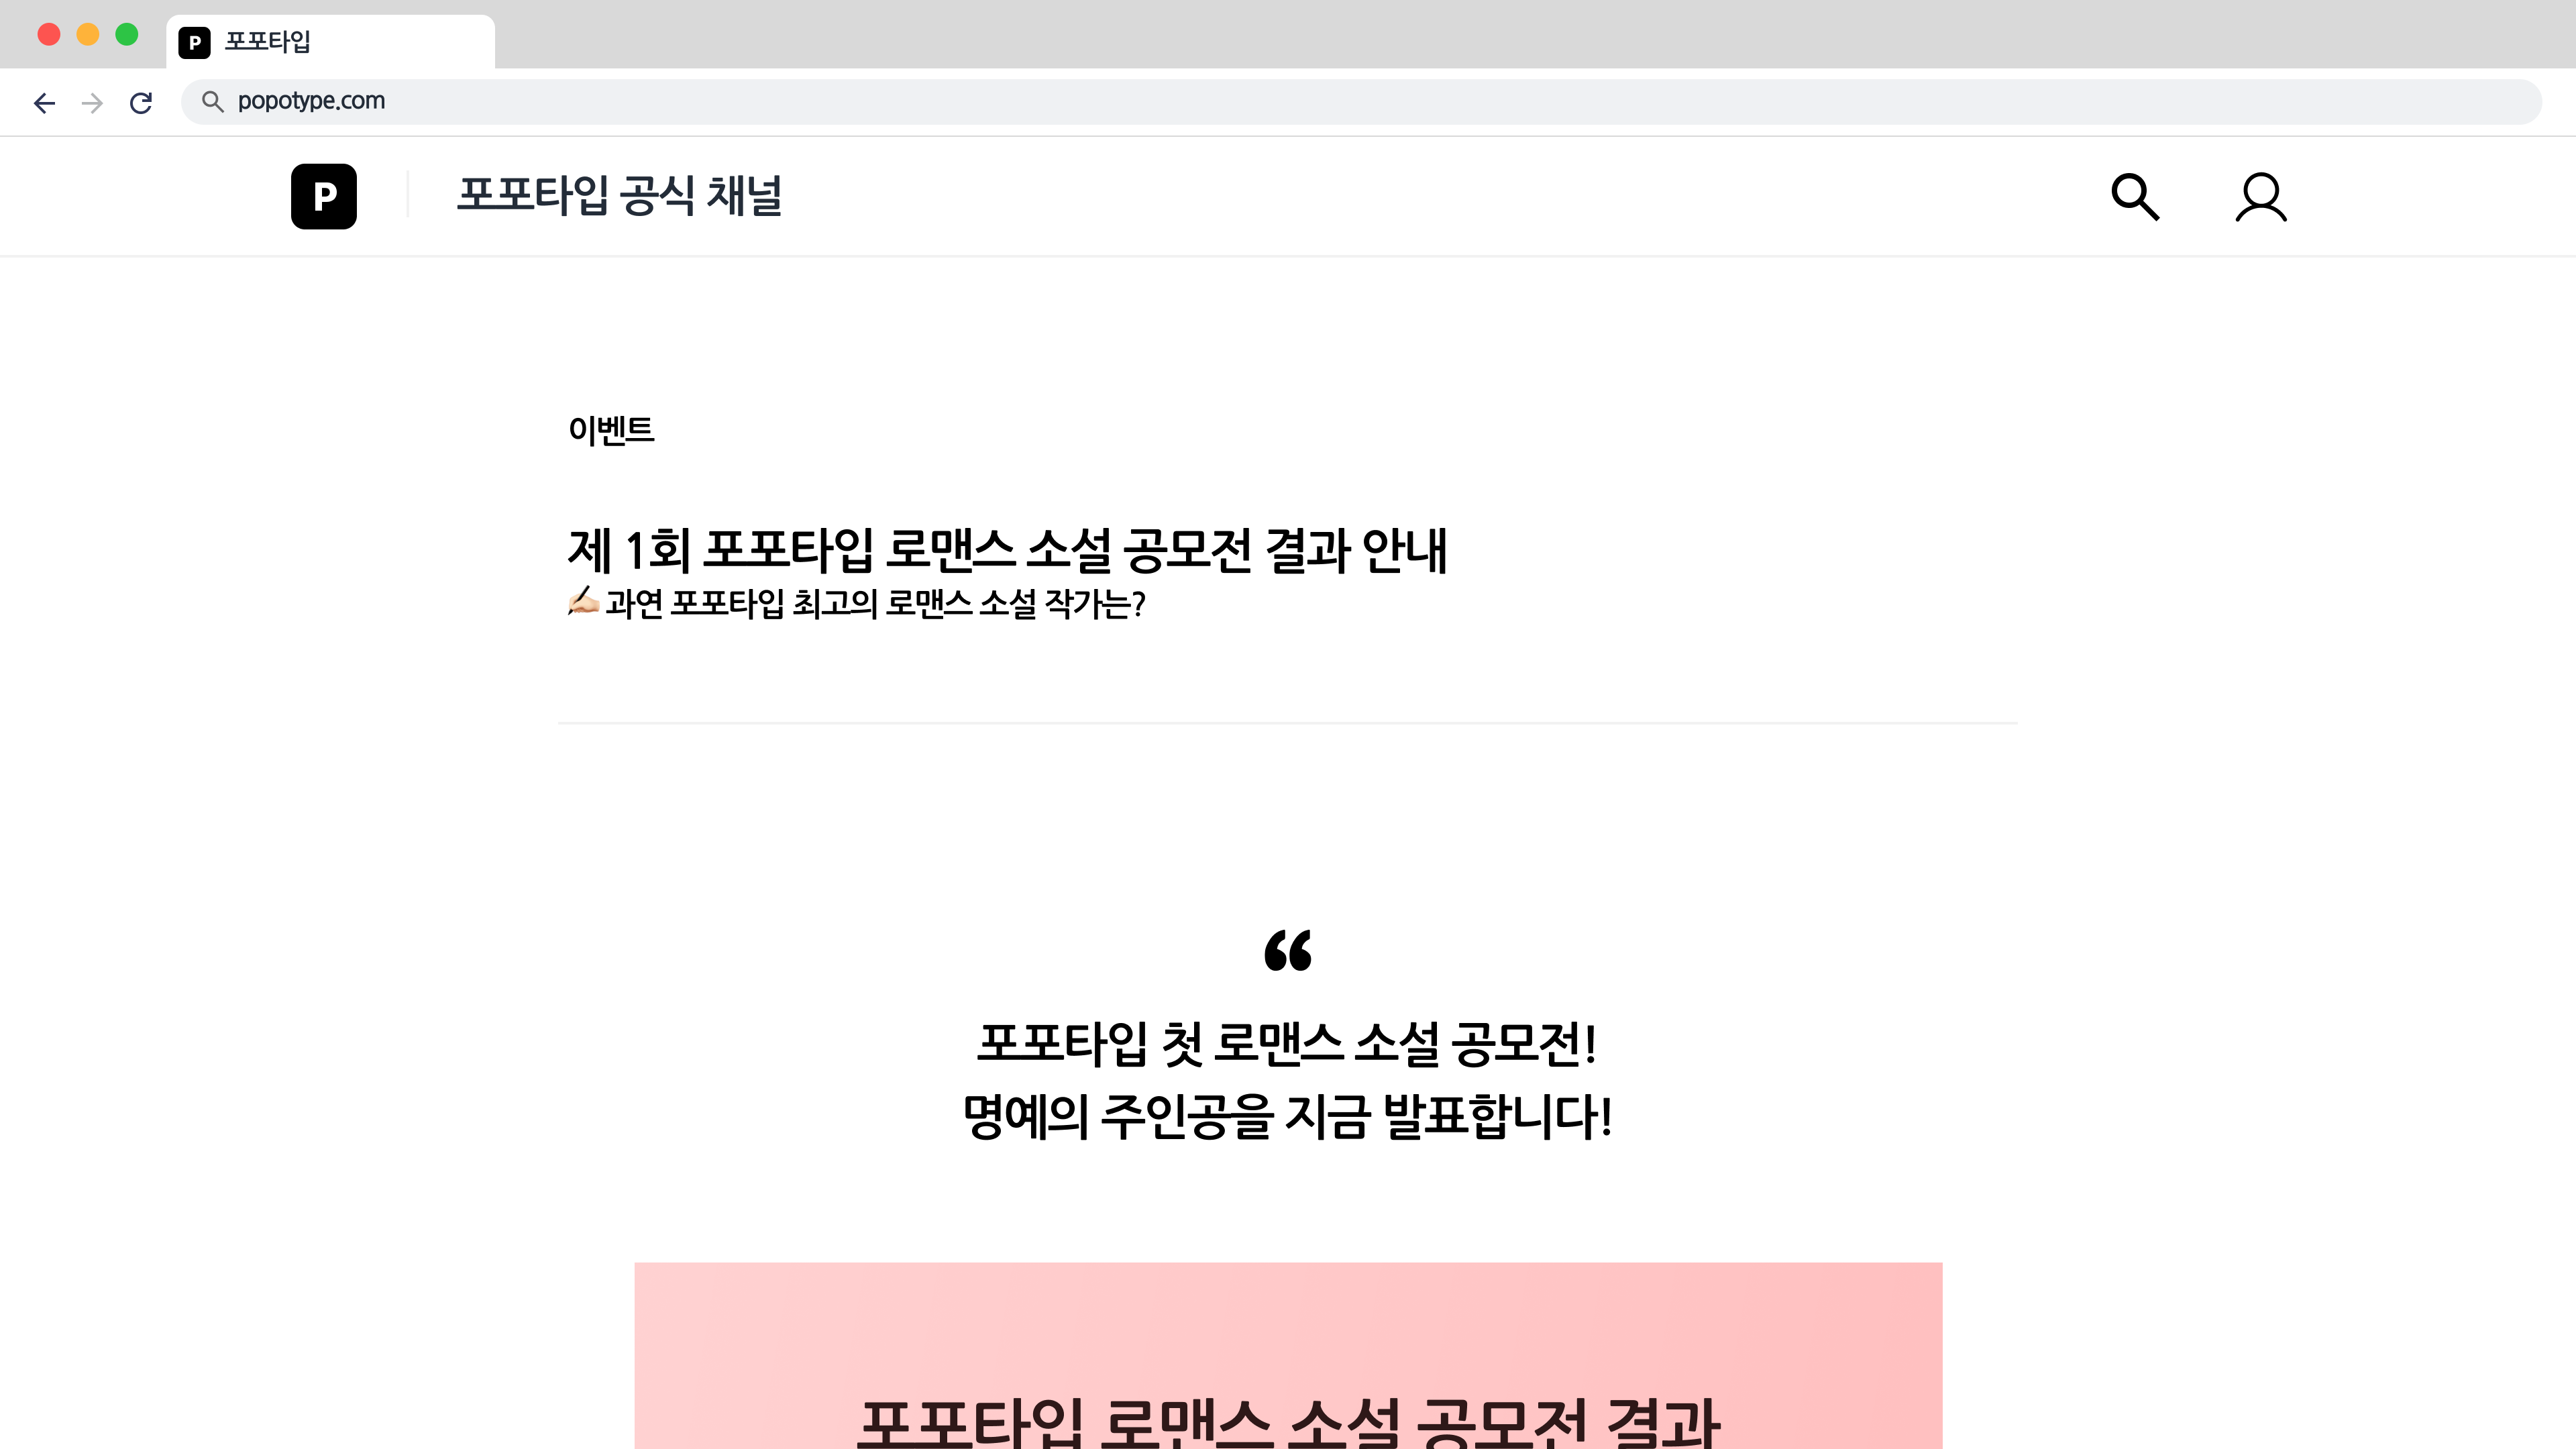 P 포포타입
popotype.com
P 포포타입 공식 채널
이벤트
제 1회 포포타입 로맨스 소설 공모전 결과 안내
✍🏻 과연 포포타입 최고의 로맨스 소설 작가는?
“
포포타입 첫 로맨스 소설 공모전!
명예의 주인공을 지금 발표합니다!
포포타입 로맨스 소설 공모전 결과